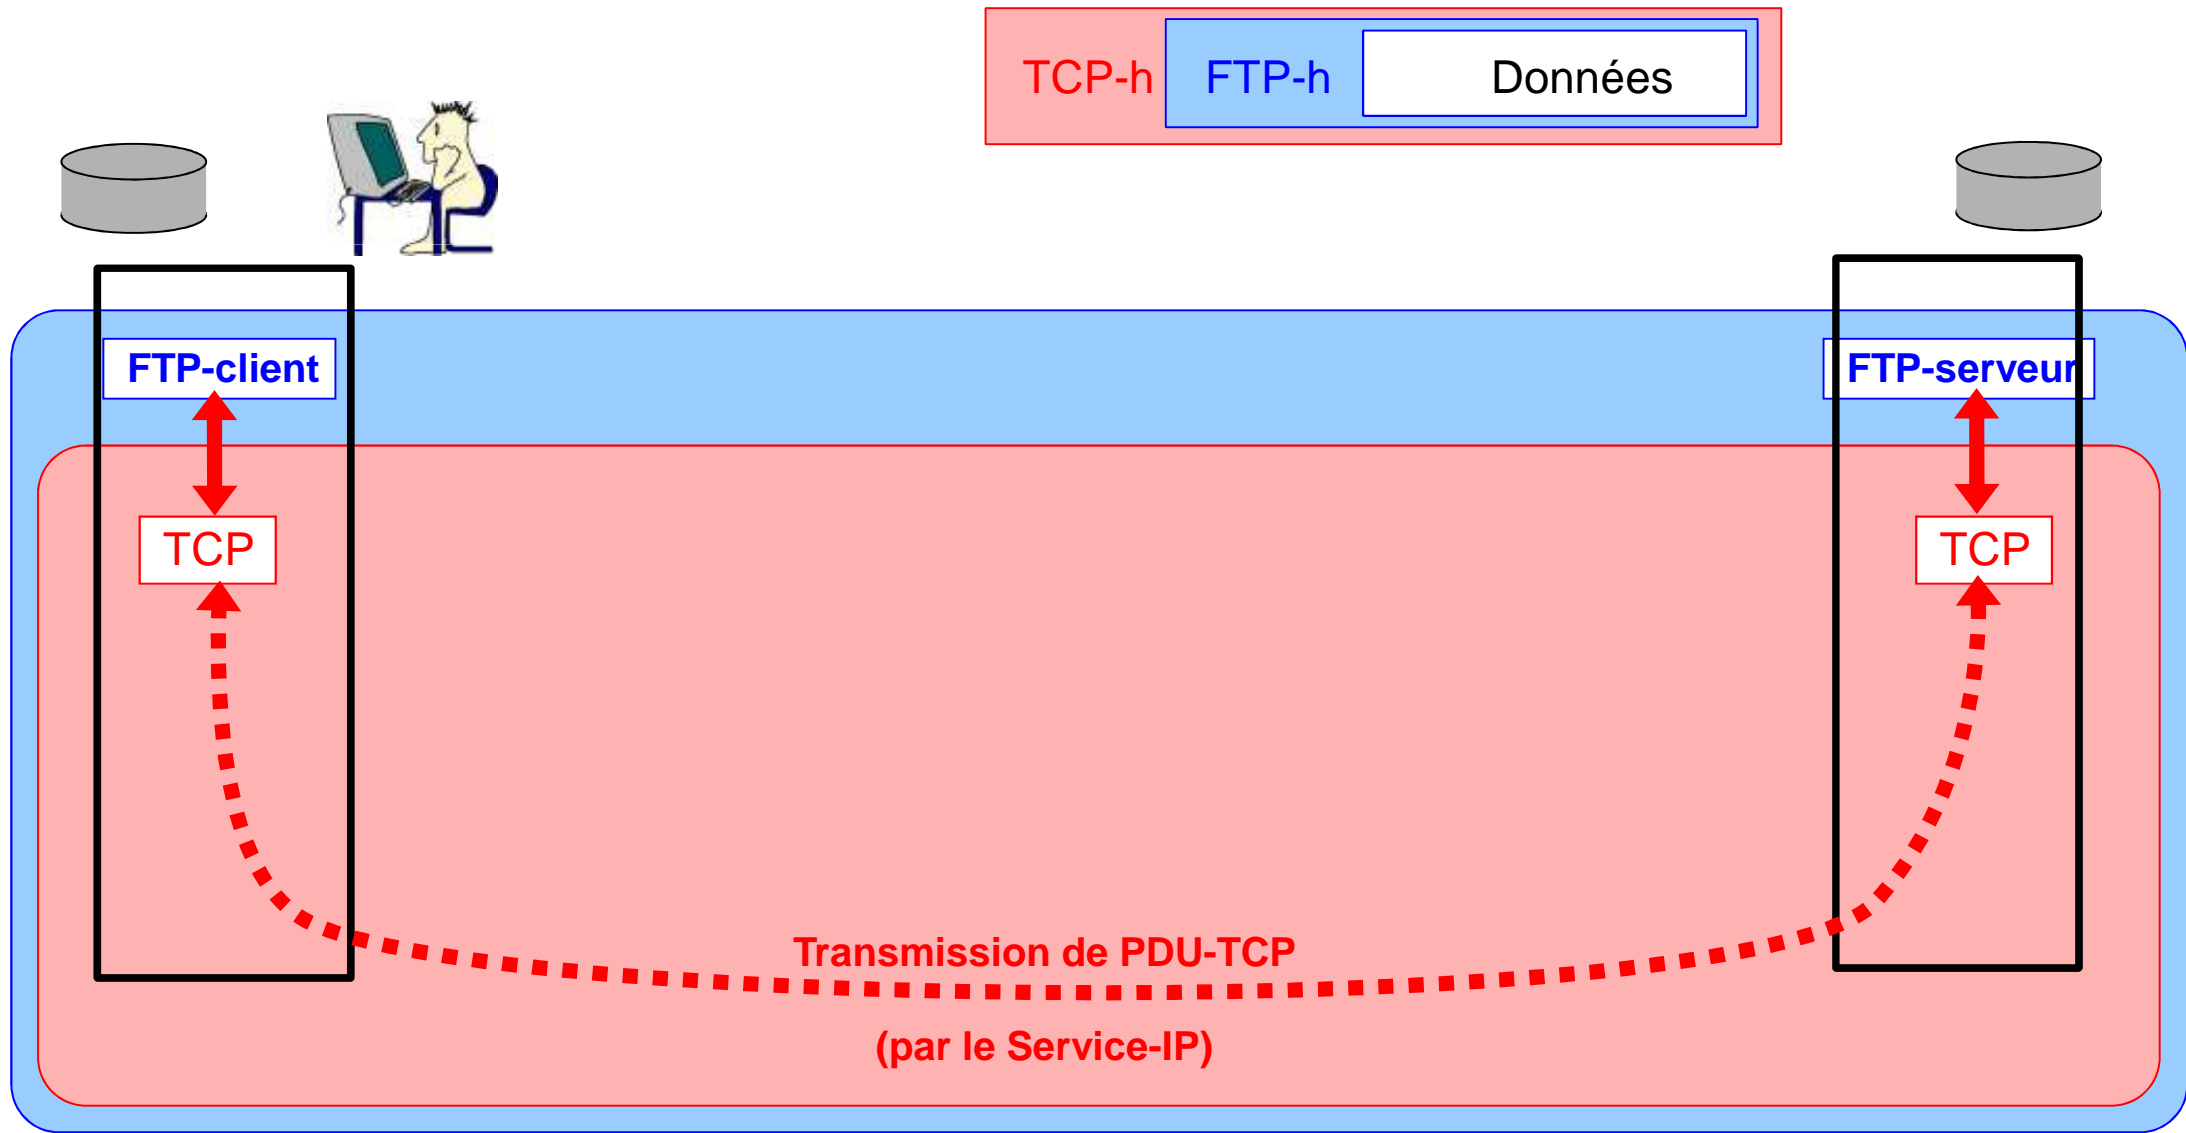 TCP-h FTP-h Données
FTP-client FTP-serveur
TCP TCP
Transmission de PDU-TCP
(par le Service-IP)